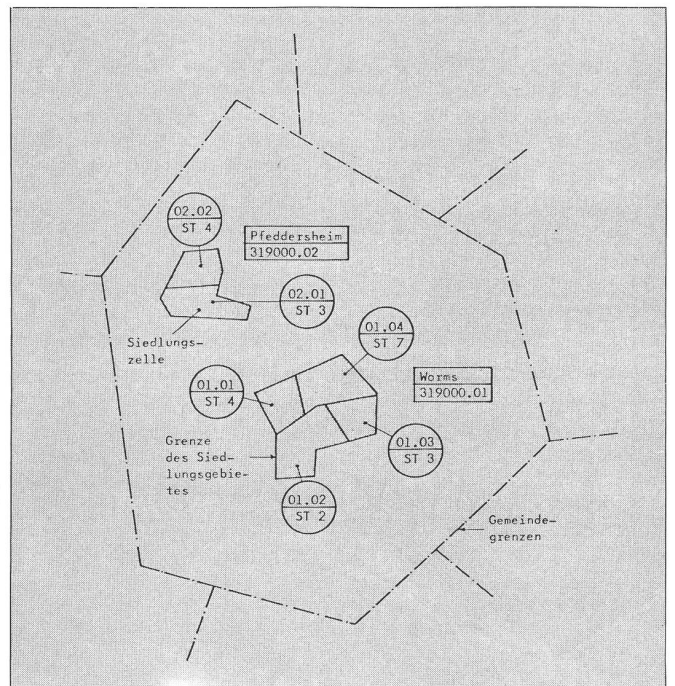 02.02
ST 4
Pfeddersheim
319000.02
02.01
ST 3
Siedlungs-
zelle
01.04
ST 7
01.01
ST 4
Worms
319000.01
Grenze
des Sied-
lungsgebie-
tes
01.03
ST 3
01.02
ST 2
Gemeinde-
grenzen